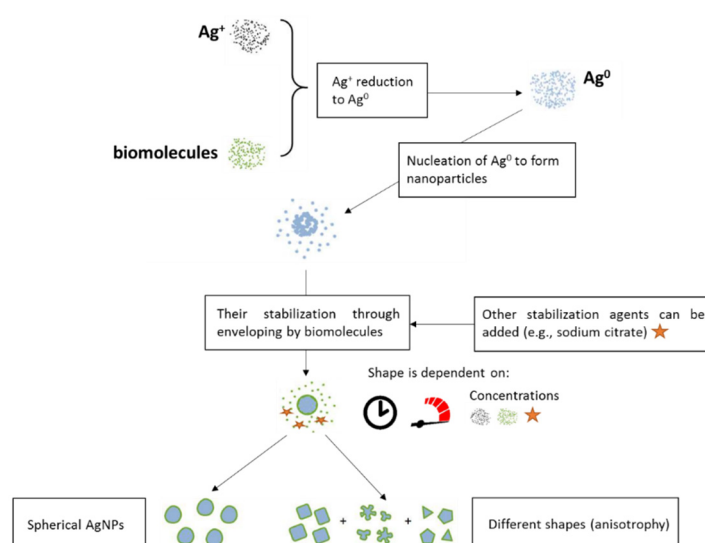 Ag⁺
Ag⁺ reduction
to Ag⁰
Ag⁰
biomolecules
Nucleation of Ag⁰ to form
nanoparticles
Their stabilization through
enveloping by biomolecules
Other stabilization agents can be
added (e.g., sodium citrate)
Shape is dependent on:
Concentrations
Spherical AgNPs
+
+
Different shapes (anisotropy)